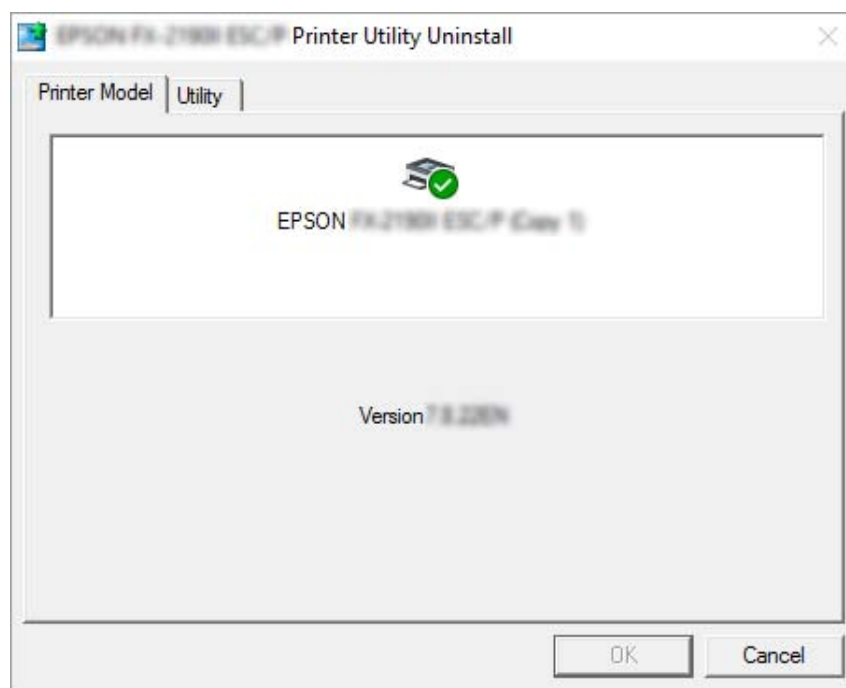 Printer Utility Uninstall
Printer Model
Utility
EPSON
Version
OK
Cancel